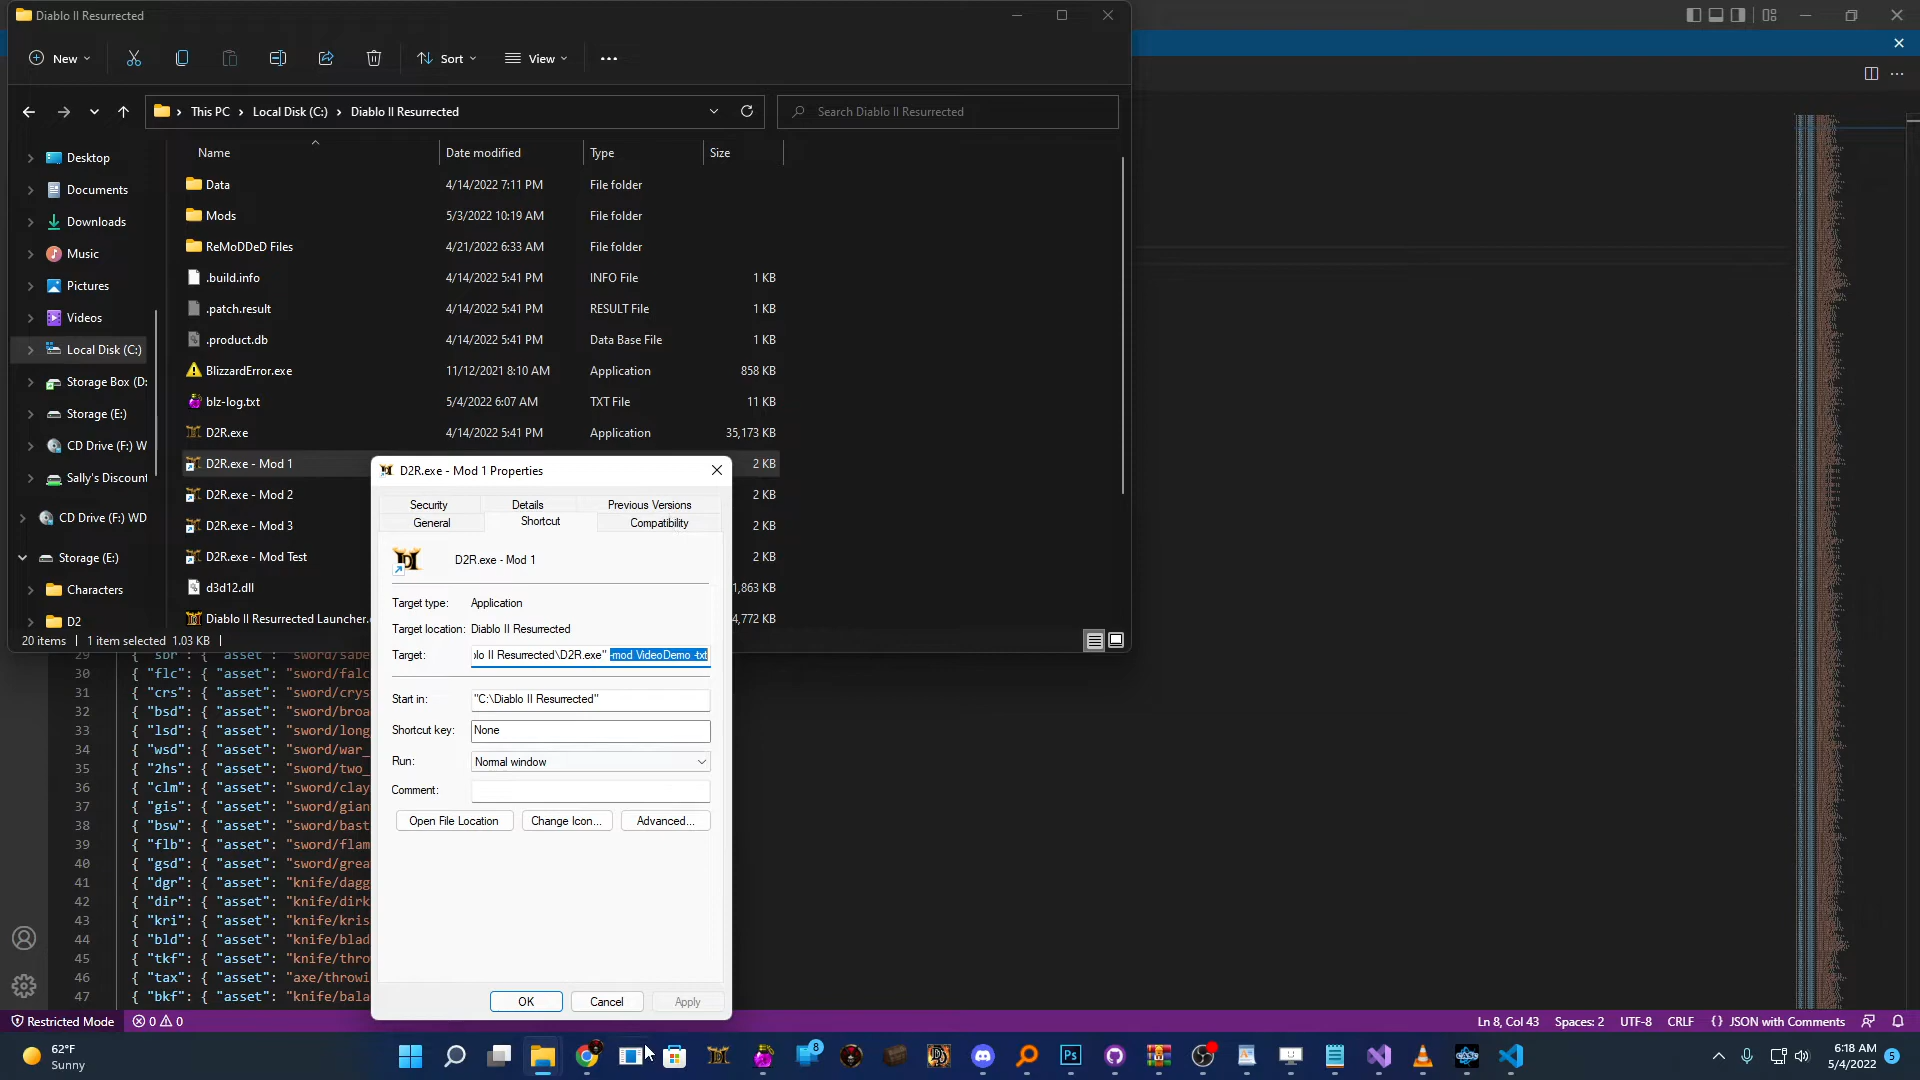 Diablo II Resurrected
New
Sort
View
This PC > Local Disk (C:) > Diablo II Resurrected
Search Diablo II Resurrected
Name Date modified Type Size
Desktop
Documents
Downloads
Music
Pictures
Videos
Local Disk (C:)
Storage Box (D:
Storage (E:)
CD Drive (F:) W
Sally's Discount
CD Drive (F:) WD
Storage (E:)
Characters
D2
Data 4/14/2022 7:11 PM File folder
Mods 5/3/2022 10:19 AM File folder
ReMoDDeD Files 4/21/2022 6:33 AM File folder
.build.info 4/14/2022 5:41 PM INFO File 1 KB
.patch.result 4/14/2022 5:41 PM RESULT File 1 KB
.product.db 4/14/2022 5:41 PM Data Base File 1 KB
BlizzardError.exe 11/12/2021 8:10 AM Application 858 KB
blz-log.txt 5/4/2022 6:07 AM TXT File 11 KB
D2R.exe 4/14/2022 5:41 PM Application 35,173 KB
D2R.exe - Mod 1 2 KB
D2R.exe - Mod 2 2 KB
D2R.exe - Mod 3 2 KB
D2R.exe - Mod Test 2 KB
d3d12.dll 1,863 KB
Diablo II Resurrected Launcher. 4,772 KB
20 items 1 item selected 1.03 KB
D2R.exe - Mod 1 Properties
Security Details Previous Versions
General Shortcut Compatibility
D2R.exe - Mod 1
Target type: Application
Target location: Diablo II Resurrected
Target: blo II Resurrected\D2R.exe" -mod VideoDemo -txt
Start in: "C:\Diablo II Resurrected"
Shortcut key: None
Run: Normal window
Comment:
Open File Location Change Icon... Advanced...
OK Cancel Apply
29 { "sbr": { "asset": "sword/sabe
30 { "flc": { "asset": "sword/falc
31 { "crs": { "asset": "sword/crys
32 { "bsd": { "asset": "sword/broa
33 { "lsd": { "asset": "sword/long
34 { "wsd": { "asset": "sword/war_
35 { "2hs": { "asset": "sword/two_
36 { "clm": { "asset": "sword/clay
37 { "gis": { "asset": "sword/gian
38 { "bsw": { "asset": "sword/bast
39 { "flb": { "asset": "sword/flam
40 { "gsd": { "asset": "sword/grea
41 { "dgr": { "asset": "knife/dagg
42 { "dir": { "asset": "knife/dirk
43 { "kri": { "asset": "knife/kris
44 { "bld": { "asset": "knife/blad
45 { "tkf": { "asset": "knife/thro
46 { "tax": { "asset": "axe/throwi
47 { "bkf": { "asset": "knife/bala
Restricted Mode 0 0
Ln 8, Col 43 Spaces: 2 UTF-8 CRLF {} JSON with Comments
62°F
Sunny
8
Ps
6:18 AM
5/4/2022
5